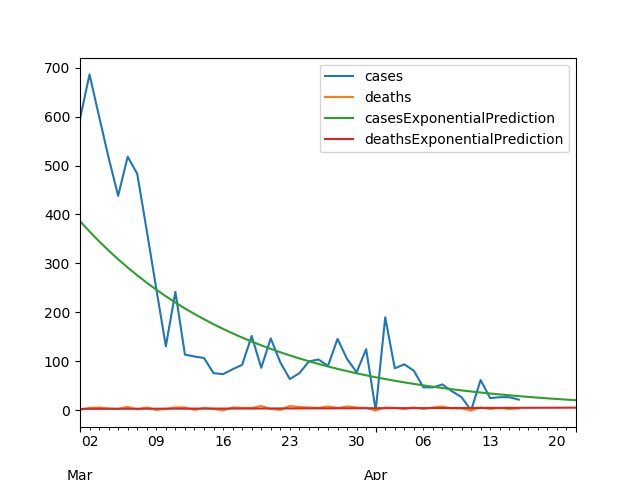 700
600
500
400
300
200
100
0
cases
deaths
casesExponentialPrediction
deathsExponentialPrediction
02 09 16 23 30 06 13 20
Mar Apr